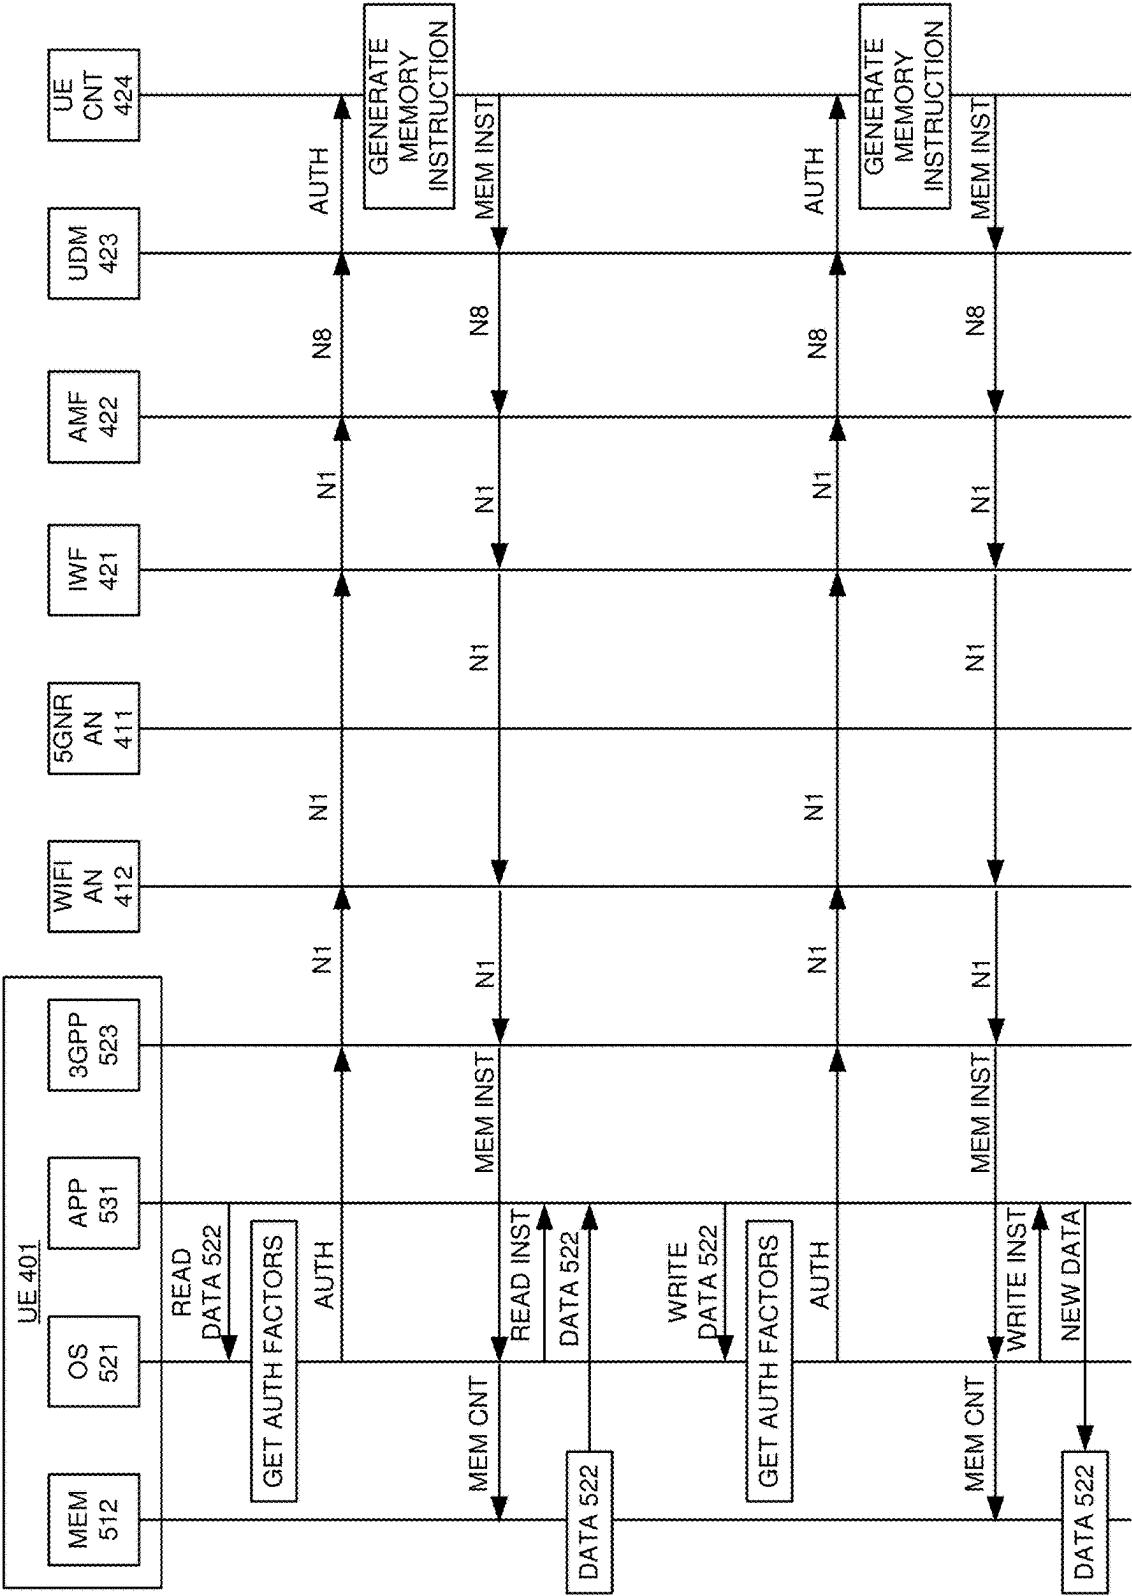 UE 401
MEM
512
OS
521
APP
531
3GPP
523
WIFI
AN
412
5GNR
AN
411
IWF
421
AMF
422
UDM
423
UE
CNT
424
READ
DATA 522
GET AUTH FACTORS
AUTH
N1
N1
N1
N8
AUTH
GENERATE
MEMORY
INSTRUCTION
MEM CNT
MEM INST
N1
N1
N1
N8
MEM INST
READ INST
DATA 522
DATA 522
WRITE
DATA 522
GET AUTH FACTORS
AUTH
N1
N1
N1
N8
AUTH
GENERATE
MEMORY
INSTRUCTION
MEM CNT
MEM INST
N1
N1
N1
N8
MEM INST
WRITE INST
NEW DATA
DATA 522